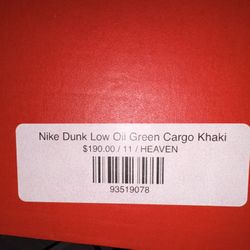 Nike Dunk Low Oil Green Cargo Khaki
$190.00 / 11 / HEAVEN
93519078